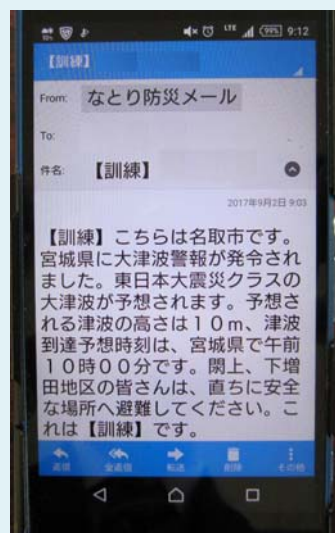 LTE 99% 9:12
【訓練】
From: なとり防災メール
To:
件名: 【訓練】
2017年9月2日 9:03
【訓練】こちらは名取市です。
宮城県に大津波警報が発令され
ました。東日本大震災クラスの
大津波が予想されます。予想さ
れる津波の高さは10m、津波
到達予想時刻は、宮城県で午前
10時00分です。閖上、下増
田地区の皆さんは、直ちに安全
な場所へ避難してください。こ
れは【訓練】です。
返信 全返信 転送 削除 その他